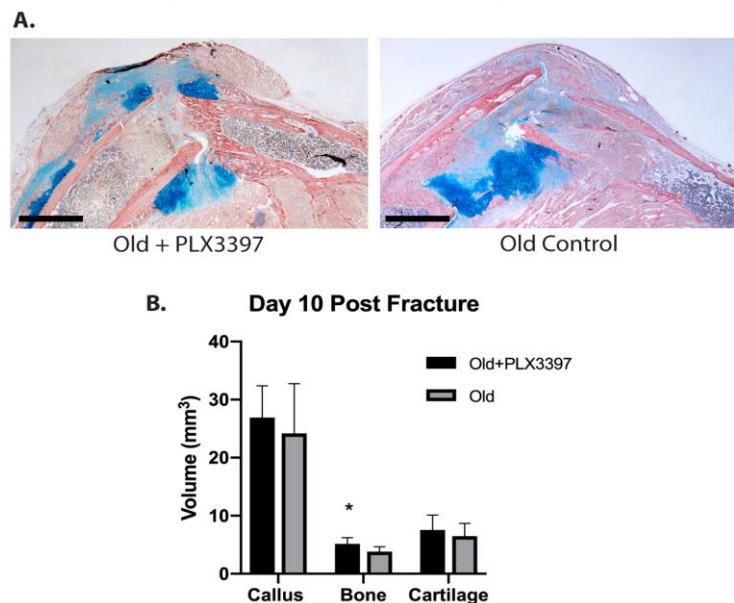 A.
Old + PLX3397
Old Control
B.
Day 10 Post Fracture
Volume (mm³)
40
30
20
10
0
Callus
Bone
Cartilage
*
Old+PLX3397
Old